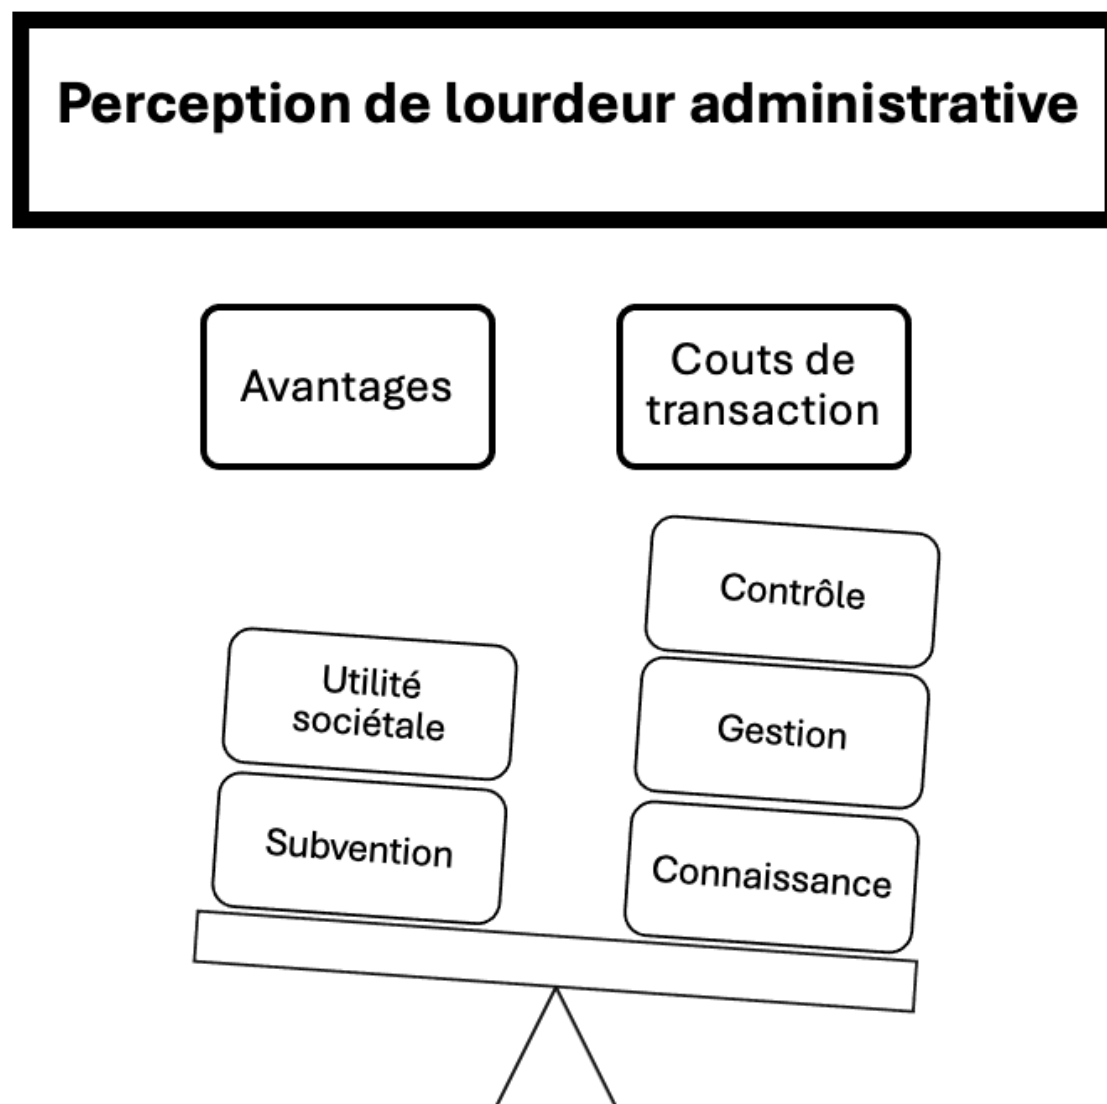 Perception de lourdeur administrative
Avantages
Couts de
transaction
Contrôle
Utilité
sociétale
Gestion
Subvention
Connaissance